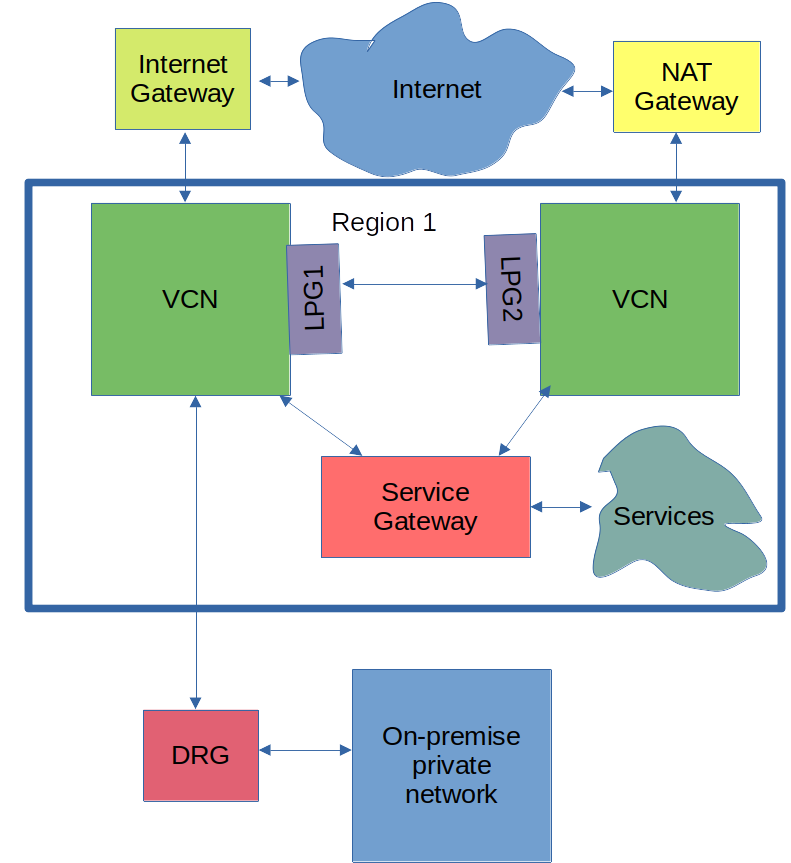 Internet
Gateway
Internet
NAT
Gateway
Region 1
VCN
LPG1
LPG2
VCN
Service
Gateway
Services
DRG
On-premise
private
network